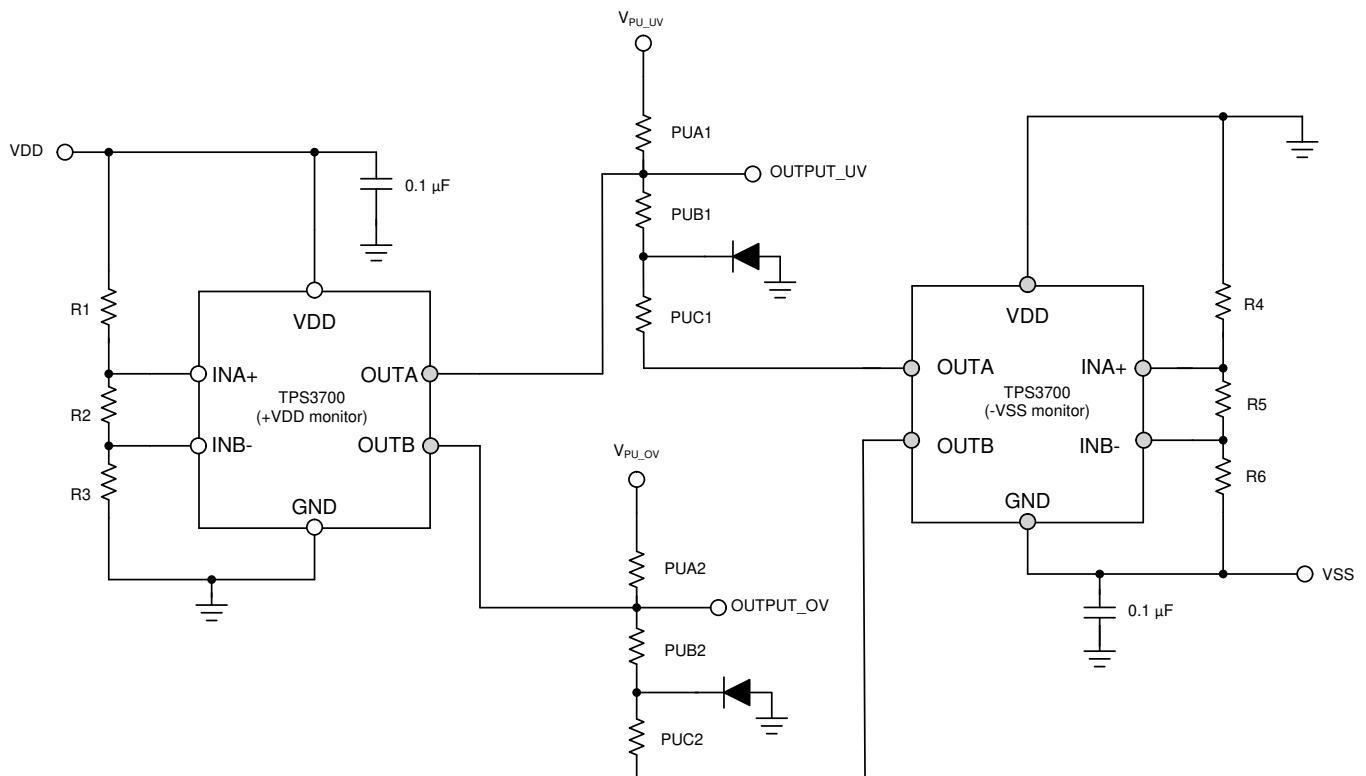 V_PU_UV
PUA1
VDD
OUTPUT_UV
0.1 µF
PUB1
R1
VDD
PUC1
VDD
R4
INA+
OUTA
OUTA
INA+
TPS3700
(+VDD monitor)
TPS3700
(-VSS monitor)
R2
R5
INB-
OUTB
OUTB
INB-
V_PU_OV
R3
R6
GND
GND
PUA2
VSS
OUTPUT_OV
0.1 µF
PUB2
PUC2